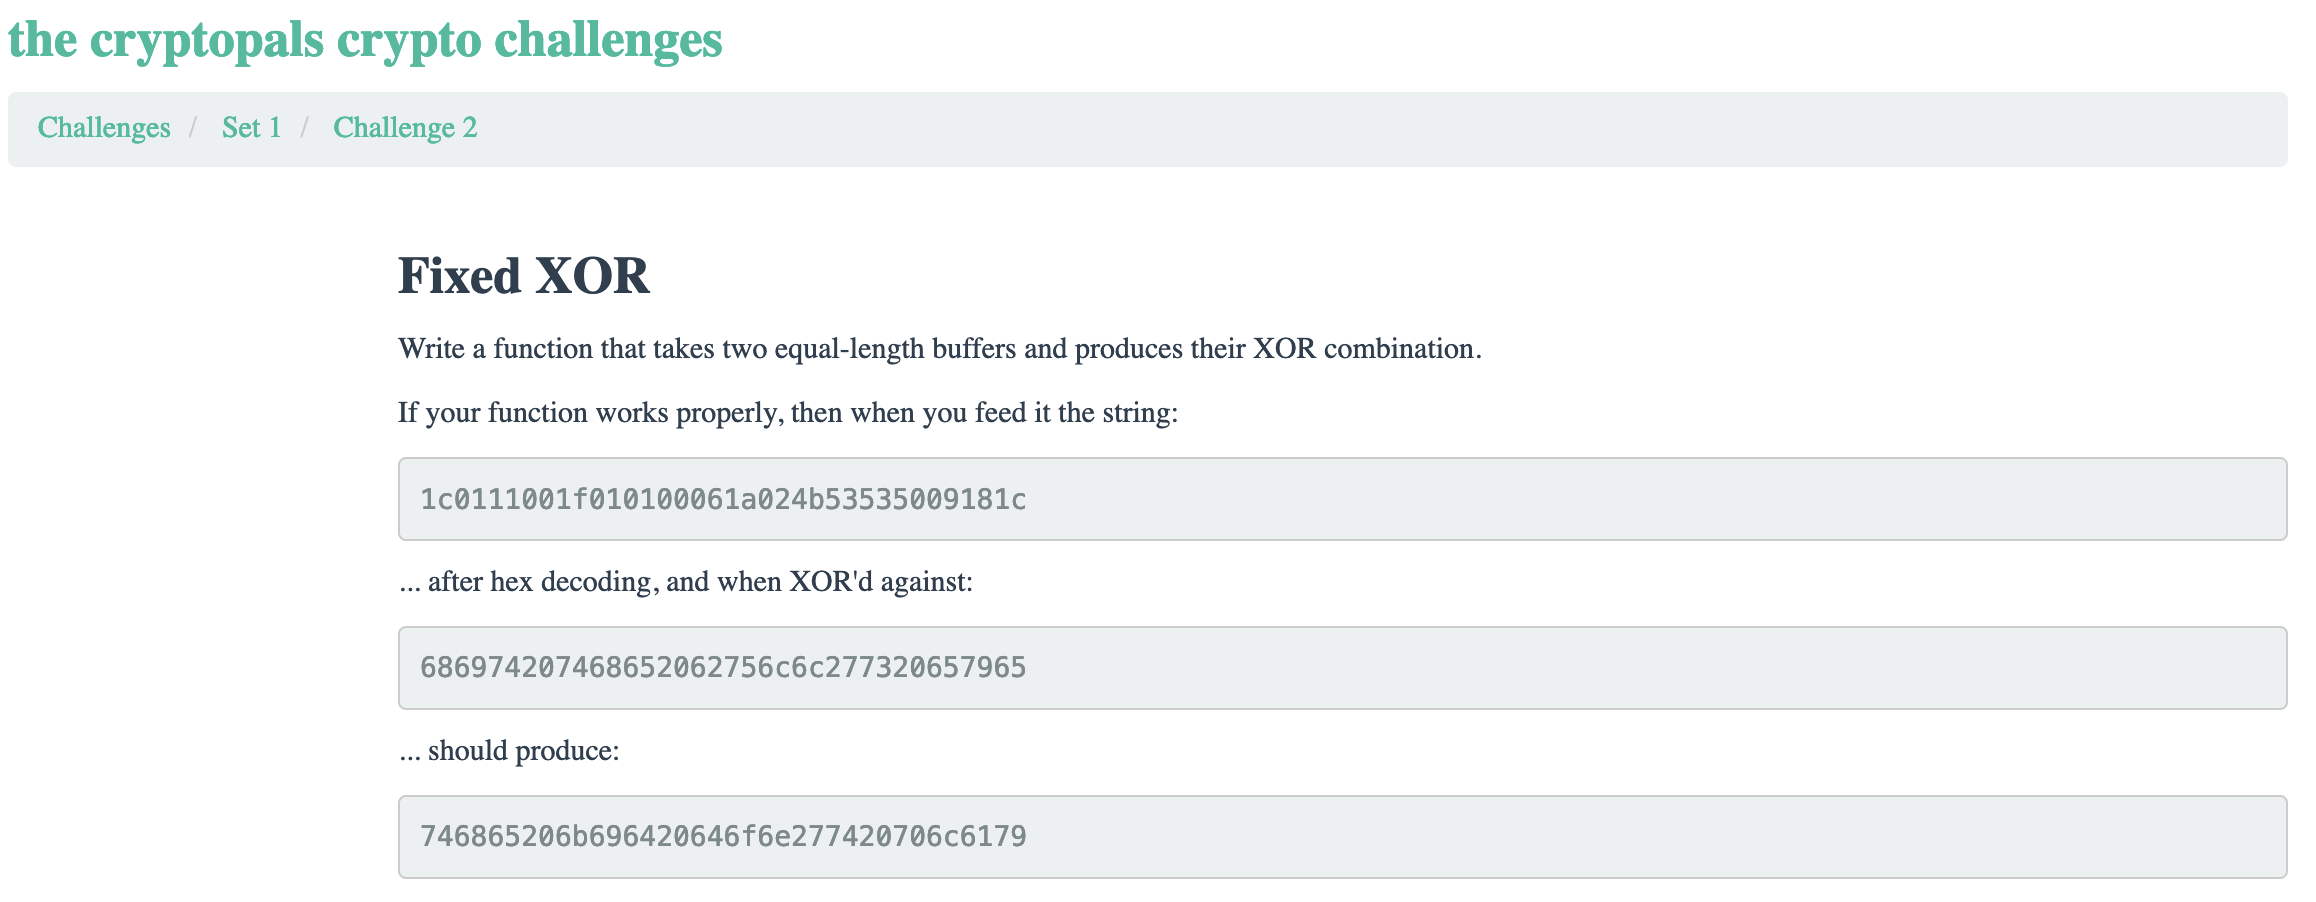 the cryptopals crypto challenges
Challenges / Set 1 / Challenge 2
Fixed XOR
Write a function that takes two equal-length buffers and produces their XOR combination.
If your function works properly, then when you feed it the string:
1c0111001f010100061a024b53535009181c
... after hex decoding, and when XOR'd against:
686974207468652062756c6c277320657965
... should produce:
746865206b696420646f6e277420706c6179